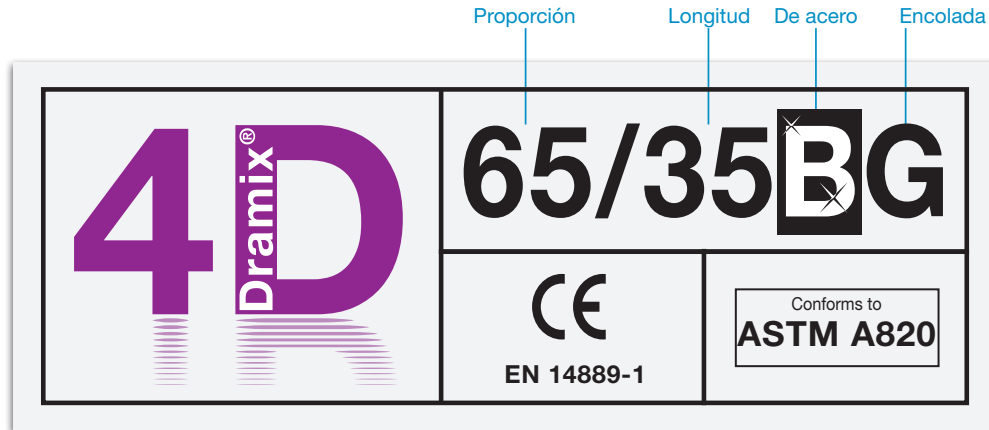 Proporción Longitud De acero Encolada
4D Dramix®
65/35BG
CE
EN 14889-1
Conforms to
ASTM A820